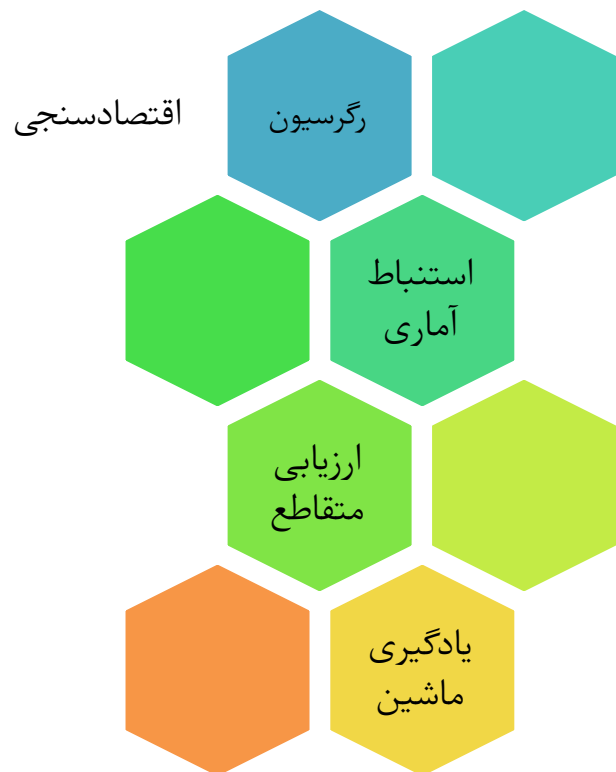 رگرسیون
اقتصادسنجی
استنباط
آماری
ارزیابی
متقاطع
یادگیری
ماشین